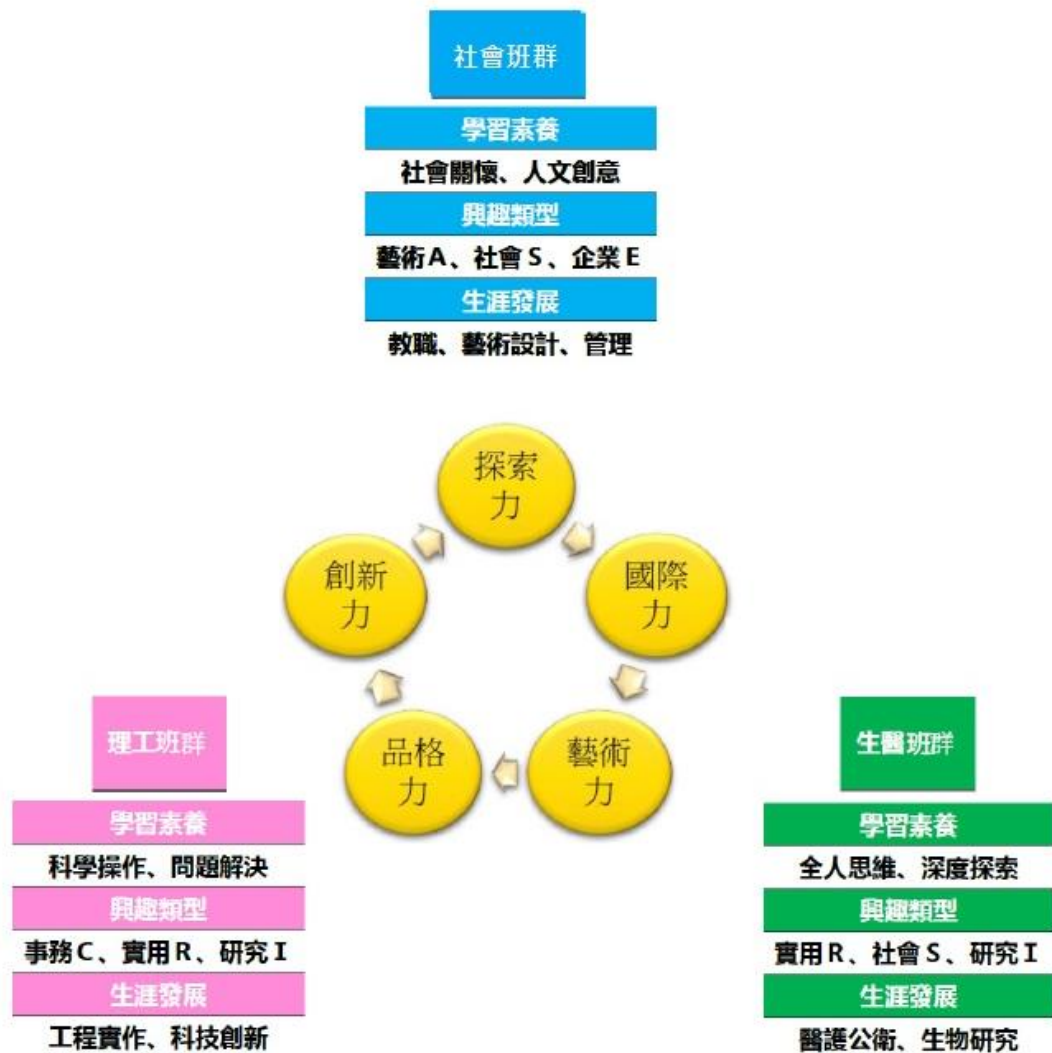 社會班群
學習素養
社會關懷、人文創意
興趣類型
藝術A、社會S、企業E
生涯發展
教職、藝術設計、管理
探索
力
創新
力
國際
力
品格
力
藝術
力
理工班群
學習素養
科學操作、問題解決
興趣類型
事務C、實用R、研究I
生涯發展
工程實作、科技創新
生醫班群
學習素養
全人思維、深度探索
興趣類型
實用R、社會S、研究I
生涯發展
醫護公衛、生物研究